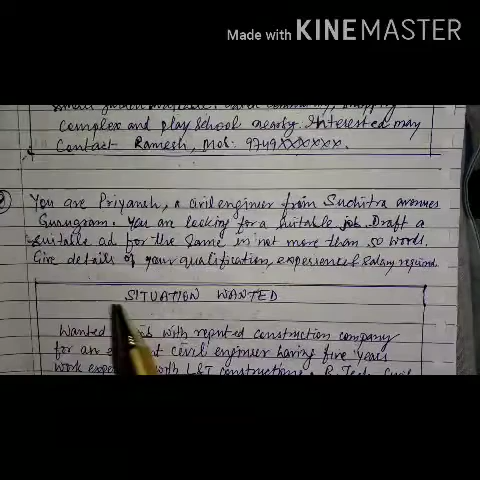 Made with KINEMASTER
complex and play school nearby. Interested may
Contact Ramesh, Mob: 9749XXXXXX.
You are Priyansh, a civil engineer from Suchitra avenues
Gurugram. You are looking for a suitable job. Draft a
suitable ad for the same in not more than 50 words.
Give details of your qualification, experience & salary required.
SITUATION WANTED
Wanted with reputed construction company
for an civil engineer having five years
work L&T constructions. B.Tech. Civil